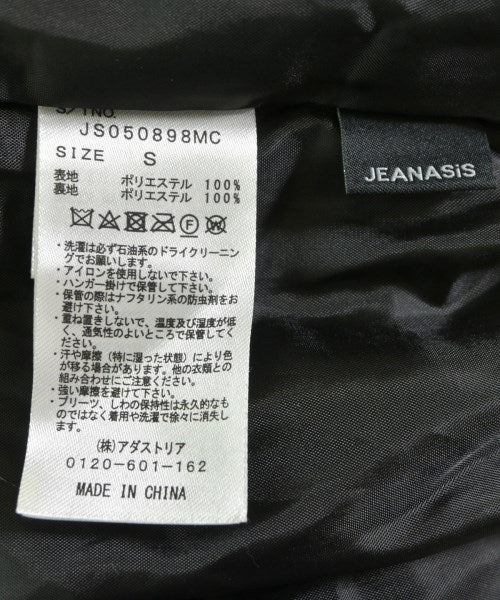 S/TNO.
JS050898MC
SIZE S
表地 ポリエステル 100%
裏地 ポリエステル 100%
・洗濯は必ず石油系のドライクリーニン
グでお願いします。
・アイロンを使用しないで下さい。
・ハンガー掛けで保管して下さい。
・保管の際はナフタリン系の防虫剤をお
避け下さい。
・重ね置きしないで、温度及び湿度が低
く、通気性のよいところで保管してく
ださい。
・汗や摩擦(特に湿った状態)により色
が移る場合があります。他の衣類との
組み合わせにご注意ください。
・強い摩擦を避けて下さい。
・プリーツ、しわの保持性は永久的なも
のではなく着用や洗濯で徐々に消失し
ます。
(株)アダストリア
0120-601-162
MADE IN CHINA
JEANASiS